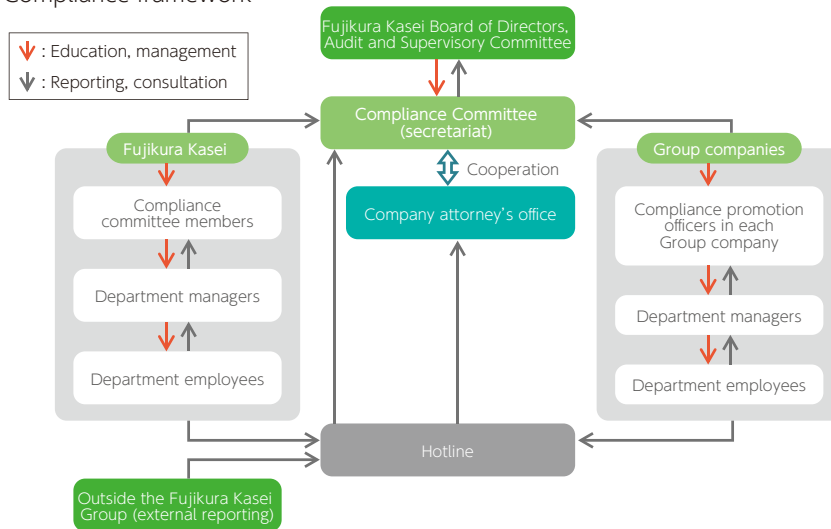 Compliance framework
: Education, management
: Reporting, consultation
Fujikura Kasei Board of Directors,
Audit and Supervisory Committee
Compliance Committee
(secretariat)
Cooperation
Company attorney's office
Fujikura Kasei
Compliance
committee members
Department managers
Department employees
Group companies
Compliance promotion
officers in each
Group company
Department managers
Department employees
Hotline
Outside the Fujikura Kasei
Group (external reporting)